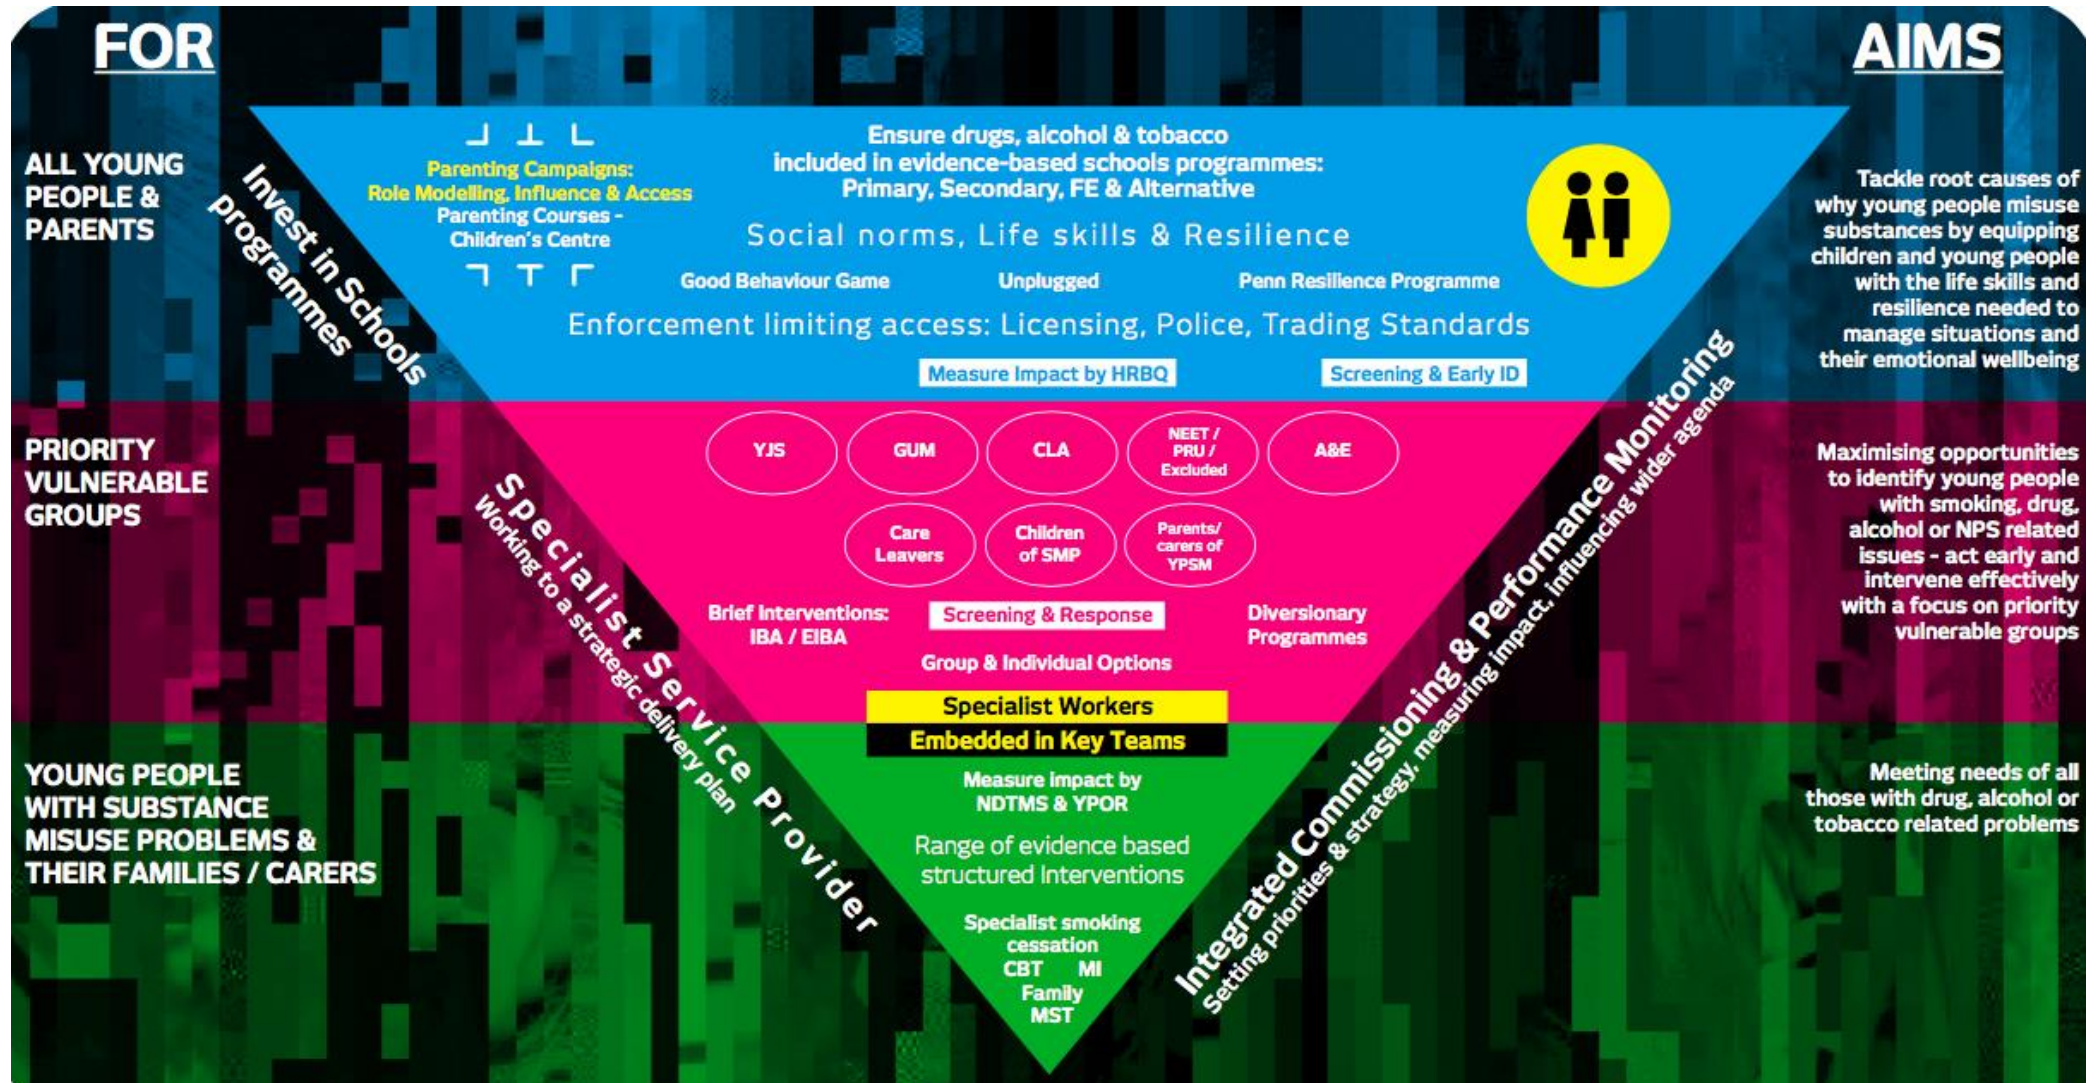 FOR
AIMS
ALL YOUNG
PEOPLE &
PARENTS
Invest in Schools
programmes
Parenting Campaigns:
Role Modelling, Influence & Access
Parenting Courses -
Children's Centre
Ensure drugs, alcohol & tobacco
included in evidence-based schools programmes:
Primary, Secondary, FE & Alternative
Social norms, Life skills & Resilience
Good Behaviour Game
Unplugged
Penn Resilience Programme
Enforcement limiting access: Licensing, Police, Trading Standards
Measure Impact by HRBQ
Screening & Early ID
Tackle root causes of
why young people misuse
substances by equipping
children and young people
with the life skills and
resilience needed to
manage situations and
their emotional wellbeing
PRIORITY
VULNERABLE
GROUPS
Specialist Service Provider
Working to a strategic delivery plan
YJS
GUM
CLA
NEET /
PRU /
Excluded
A&E
Care
Leavers
Children
of SMP
Parents/
carers of
YPSM
Brief Interventions:
IBA / EIBA
Screening & Response
Diversionary
Programmes
Group & Individual Options
Specialist Workers
Embedded in Key Teams
Integrated Commissioning & Performance Monitoring
Setting priorities & strategy, measuring impact, influencing wider agenda
Maximising opportunities
to identify young people
with smoking, drug,
alcohol or NPS related
issues - act early and
intervene effectively
with a focus on priority
vulnerable groups
YOUNG PEOPLE
WITH SUBSTANCE
MISUSE PROBLEMS &
THEIR FAMILIES / CARERS
Measure impact by
NDTMS & YPOR
Range of evidence based
structured Interventions
Specialist smoking
cessation
CBT MI
Family
MST
Meeting needs of all
those with drug, alcohol or
tobacco related problems